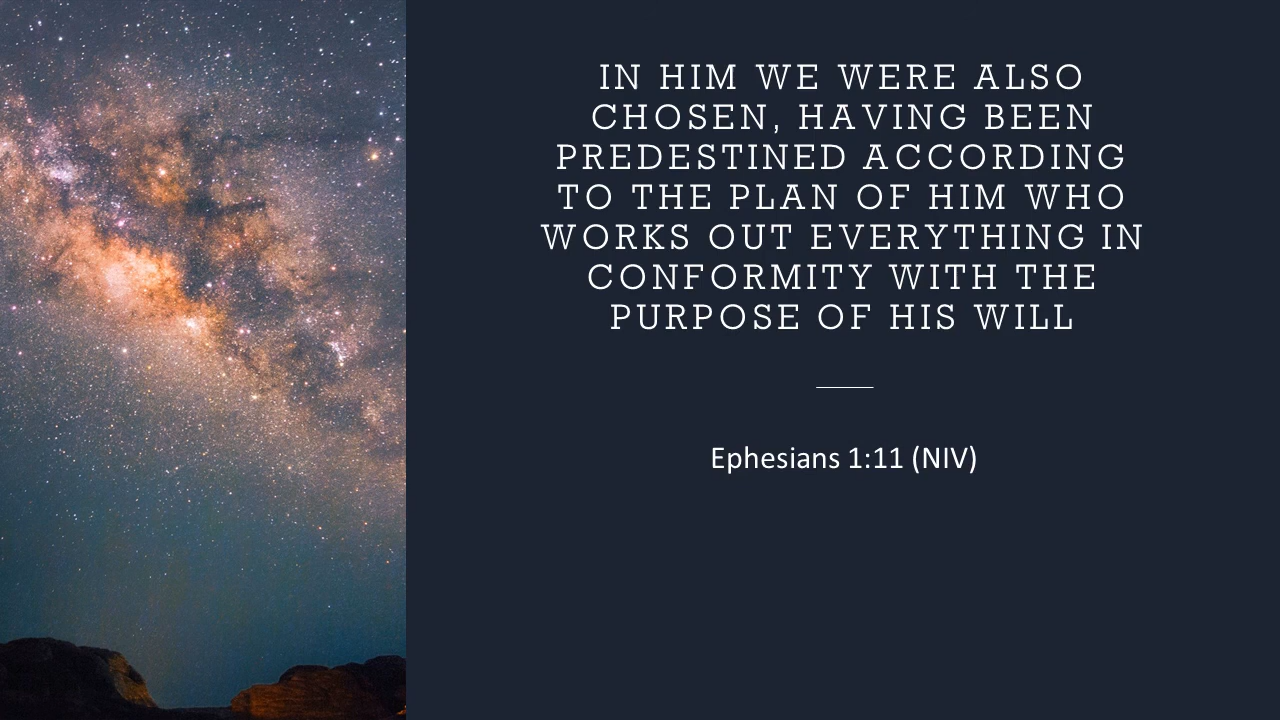 IN HIM WE WERE ALSO
CHOSEN, HAVING BEEN
PREDESTINED ACCORDING
TO THE PLAN OF HIM WHO
WORKS OUT EVERYTHING IN
CONFORMITY WITH THE
PURPOSE OF HIS WILL
Ephesians 1:11 (NIV)